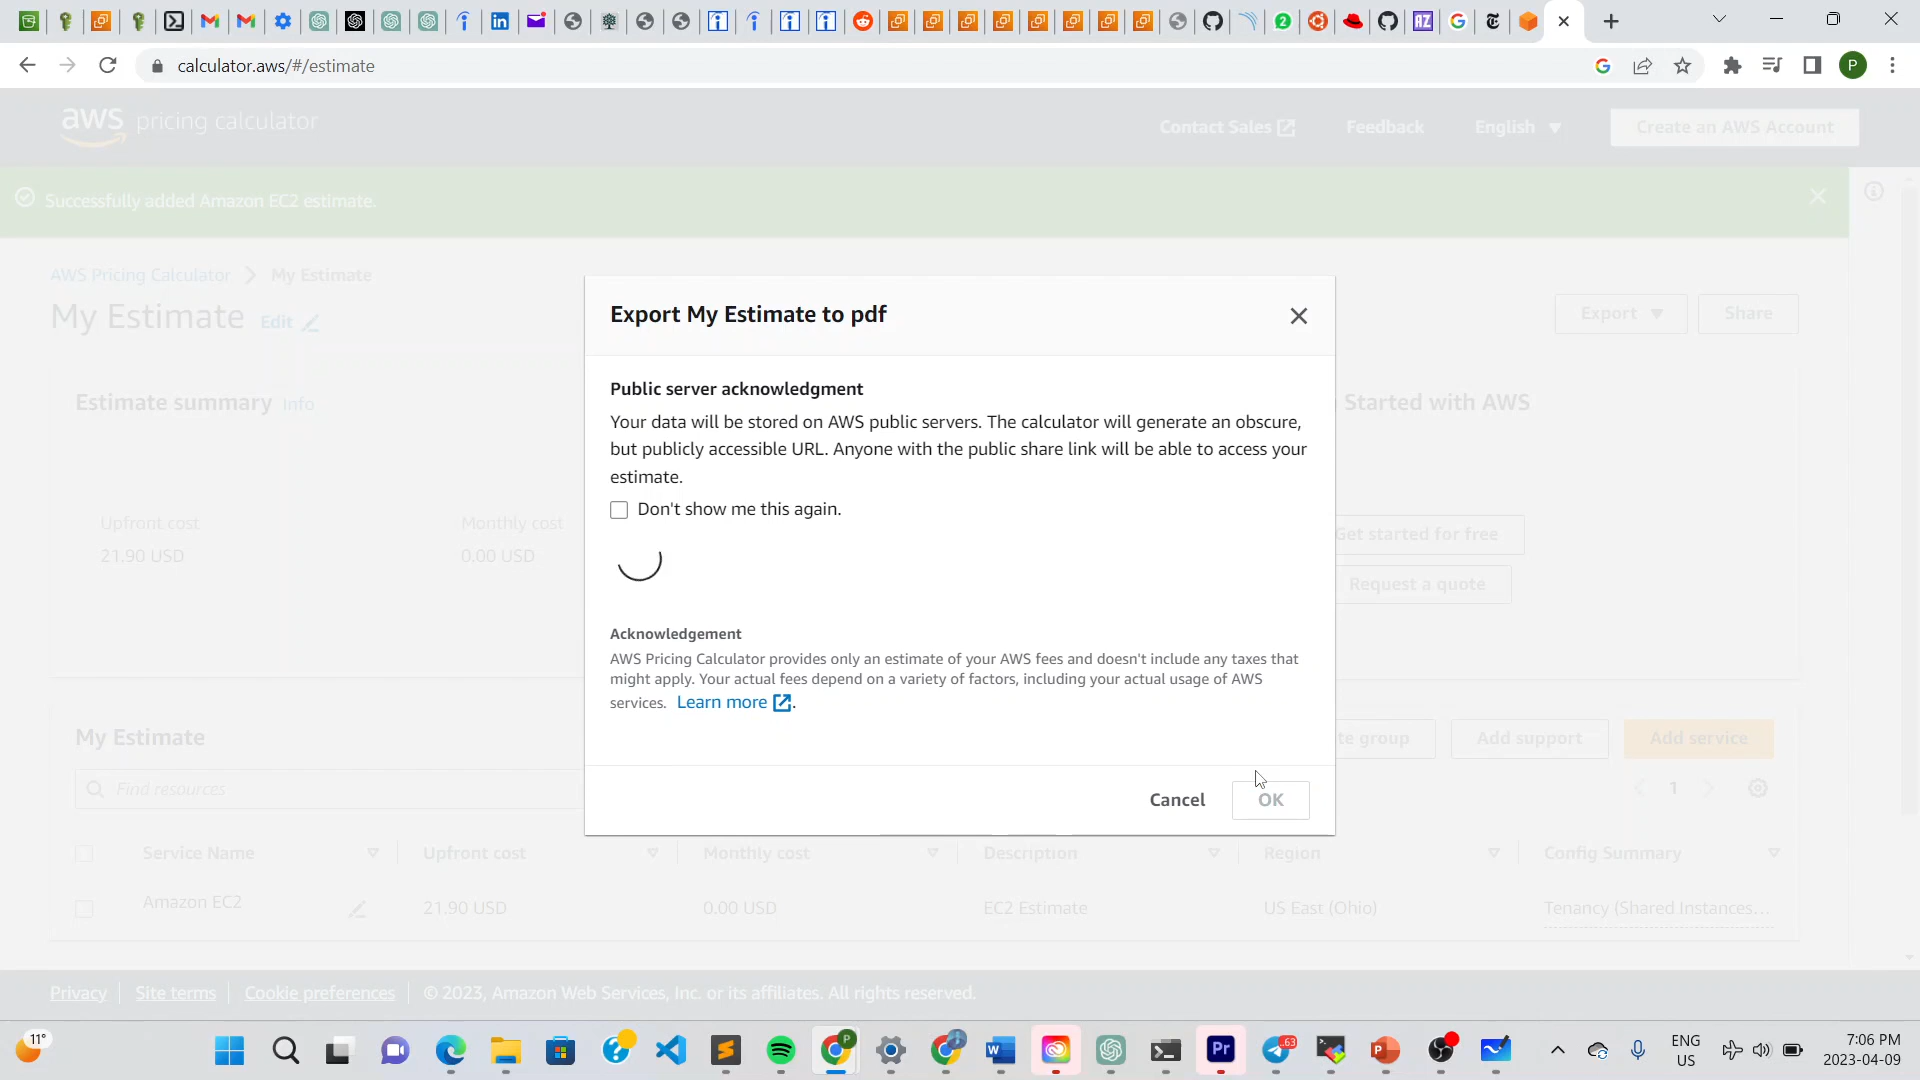 calculator.aws/#/estimate
P
aws pricing calculator
Contact Sales
Feedback
English
Create an AWS Account
Successfully added Amazon EC2 estimate.
AWS Pricing Calculator
My Estimate
My Estimate
Edit
Export
Share
Export My Estimate to pdf
Public server acknowledgment
Your data will be stored on AWS public servers. The calculator will generate an obscure,
but publicly accessible URL. Anyone with the public share link will be able to access your
estimate.
Don't show me this again.
Acknowledgement
AWS Pricing Calculator provides only an estimate of your AWS fees and doesn't include any taxes that
might apply. Your actual fees depend on a variety of factors, including your actual usage of AWS
services. Learn more.
Cancel
OK
Estimate summary Info
Upfront cost
21.90 USD
Monthly cost
0.00 USD
Started with AWS
Get started for free
Request a quote
My Estimate
group
Add support
Add service
Find resources
1
Service Name
Upfront cost
Monthly cost
Description
Region
Config Summary
Amazon EC2
21.90 USD
0.00 USD
EC2 Estimate
US East (Ohio)
Tenancy (Shared Instances...
Privacy
Site terms
Cookie preferences
© 2023, Amazon Web Services, Inc. or its affiliates. All rights reserved.
11°
P
W
Pr
63
P
ENG
US
7:06 PM
2023-04-09